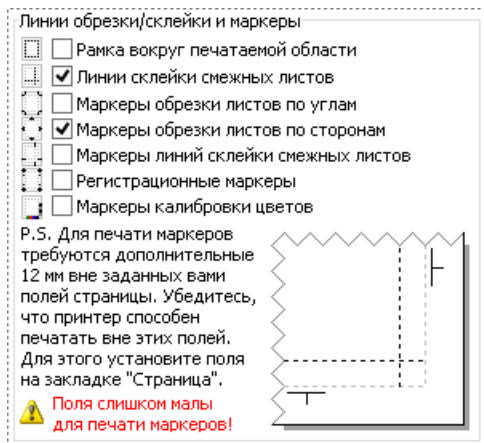 Линии обрезки/склейки и маркеры
Рамка вокруг печатаемой области
Линии склейки смежных листов
Маркеры обрезки листов по углам
Маркеры обрезки листов по сторонам
Маркеры линий склейки смежных листов
Регистрационные маркеры
Маркеры калибровки цветов
P.S. Для печати маркеров
требуются дополнительные
12 мм вне заданных вами
полей страницы. Убедитесь,
что принтер способен
печатать вне этих полей.
Для этого установите поля
на закладке "Страница".
Поля слишком малы
для печати маркеров!